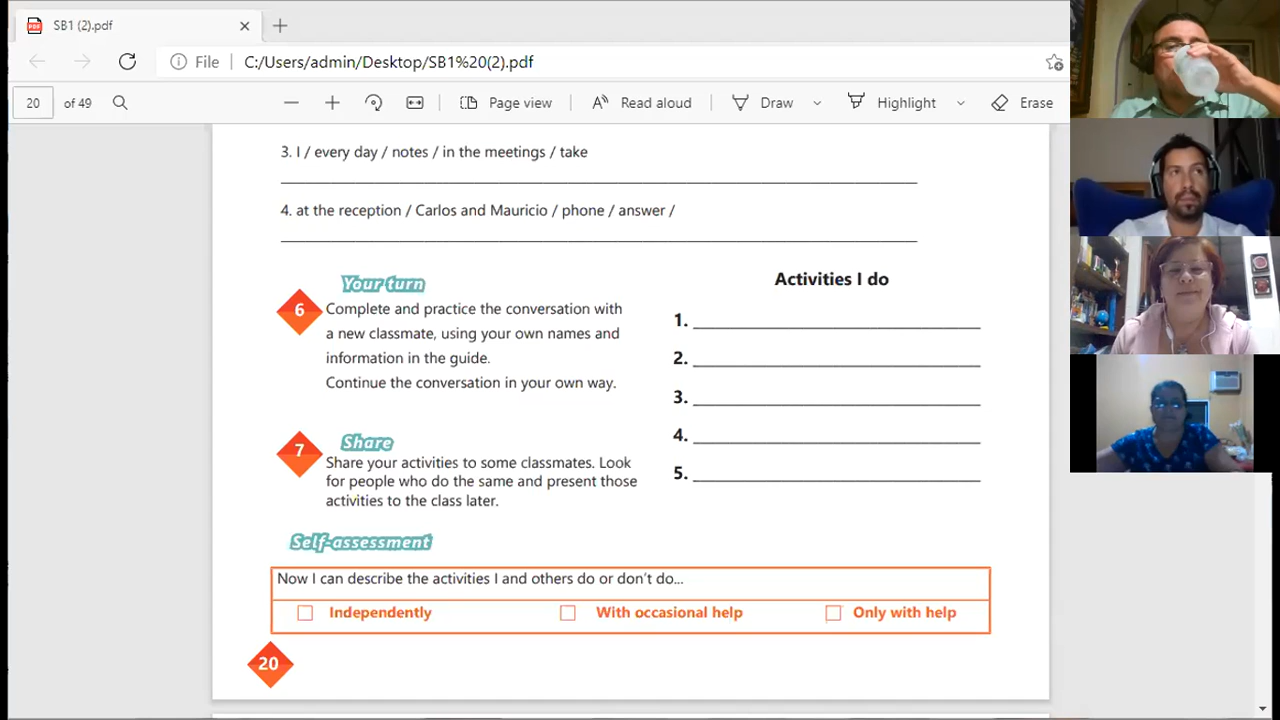 SB1 (2).pdf
File C:/Users/admin/Desktop/SB1%20(2).pdf
20 of 49 Page view Read aloud Draw Highlight Erase
3. I / every day / notes / in the meetings / take
4. at the reception / Carlos and Mauricio / phone / answer /
Your turn
6
Complete and practice the conversation with
a new classmate, using your own names and
information in the guide.
Continue the conversation in your own way.
Activities I do
1.
2.
3.
4.
5.
Share
7
Share your activities to some classmates. Look
for people who do the same and present those
activities to the class later.
Self-assessment
Now I can describe the activities I and others do or don't do...
Independently With occasional help Only with help
20